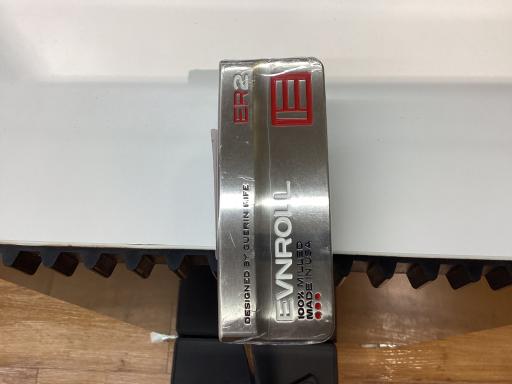 ER2
DESIGNED BY GUERIN RIFE
EVNROLL
100% MILLED
MADE IN USA